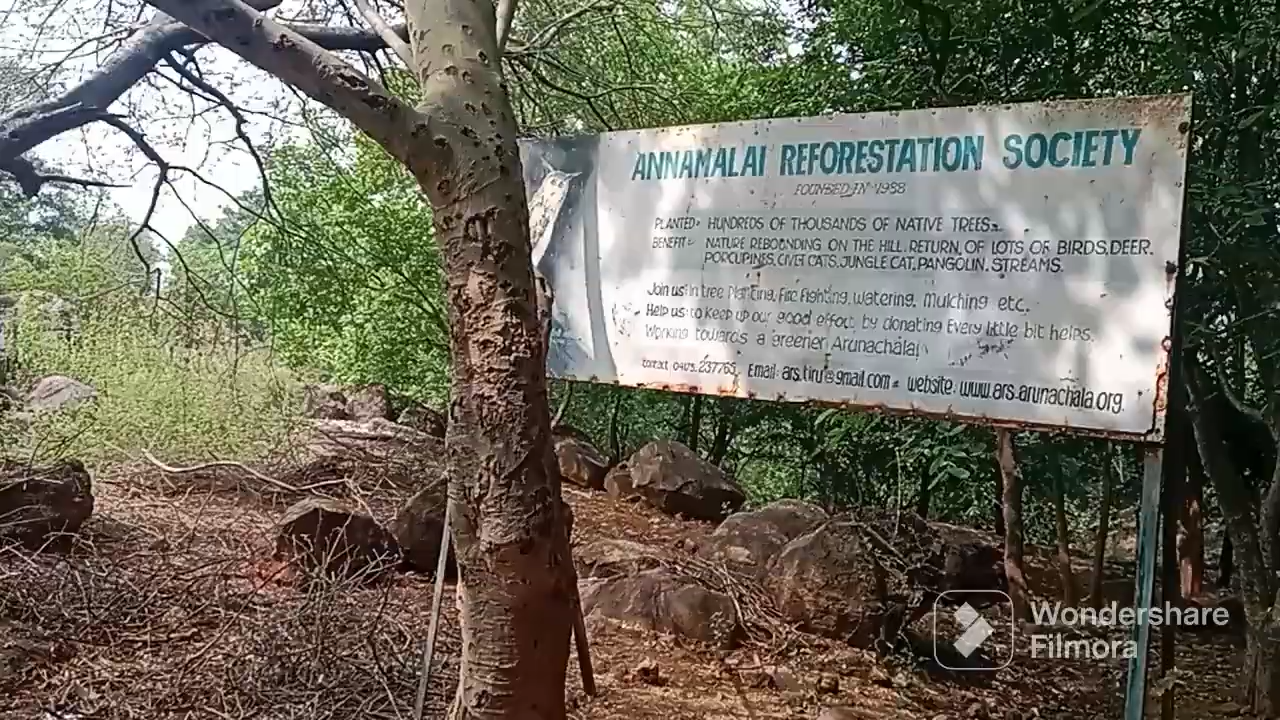 ANNAMALAI REFORESTATION SOCIETY
FOUNDED IN 1988
PLANTED:- HUNDREDS OF THOUSANDS OF NATIVE TREES.
BENEFIT:- NATURE REBONDING ON THE HILL. RETURN OF LOTS OF BIRDS, DEER,
PORCUPINES, CIVET CATS, JUNGLE CAT, PANGOLIN. STREAMS.
Join us: in tree planting, fire fighting, watering, mulching etc.
Help us: to keep up our good effort by donating Every little bit helps.
Working towards a greener Arunachala!
contact 237765, Email: ars.tiru@gmail.com website: www.ars.arunachala.org.
Wondershare
Filmora